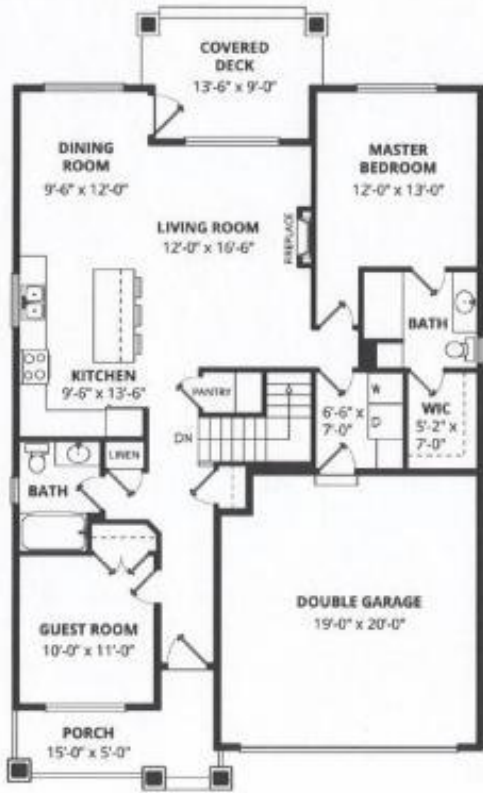 COVERED
DECK
13'-6" x 9'-0"
DINING
ROOM
9'-6" x 12'-0"
MASTER
BEDROOM
12'-0" x 13'-0"
LIVING ROOM
12'-0" x 16'-6"
FIREPLACE
BATH
KITCHEN
9'-6" x 13'-6"
PANTRY
W
D
6'-6" x
7'-0"
WIC
5'-2" x
7'-0"
DN
LINEN
BATH
GUEST ROOM
10'-0" x 11'-0"
DOUBLE GARAGE
19'-0" x 20'-0"
PORCH
15'-0" x 5'-0"